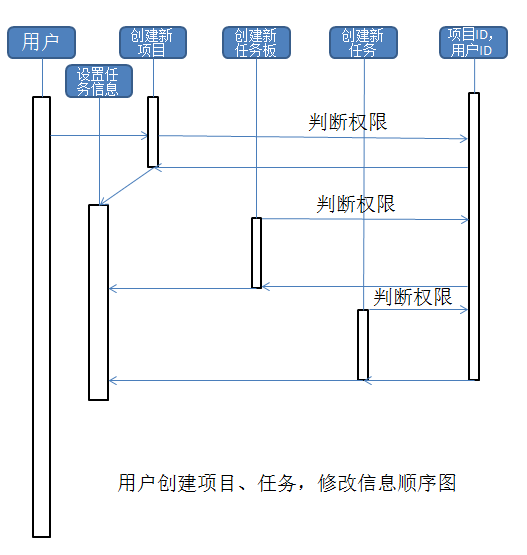 用户
创建新
项目
创建新
任务板
创建新
任务
项目ID，
用户ID
设置任
务信息
判断权限
判断权限
判断权限
用户创建项目、任务，修改信息顺序图